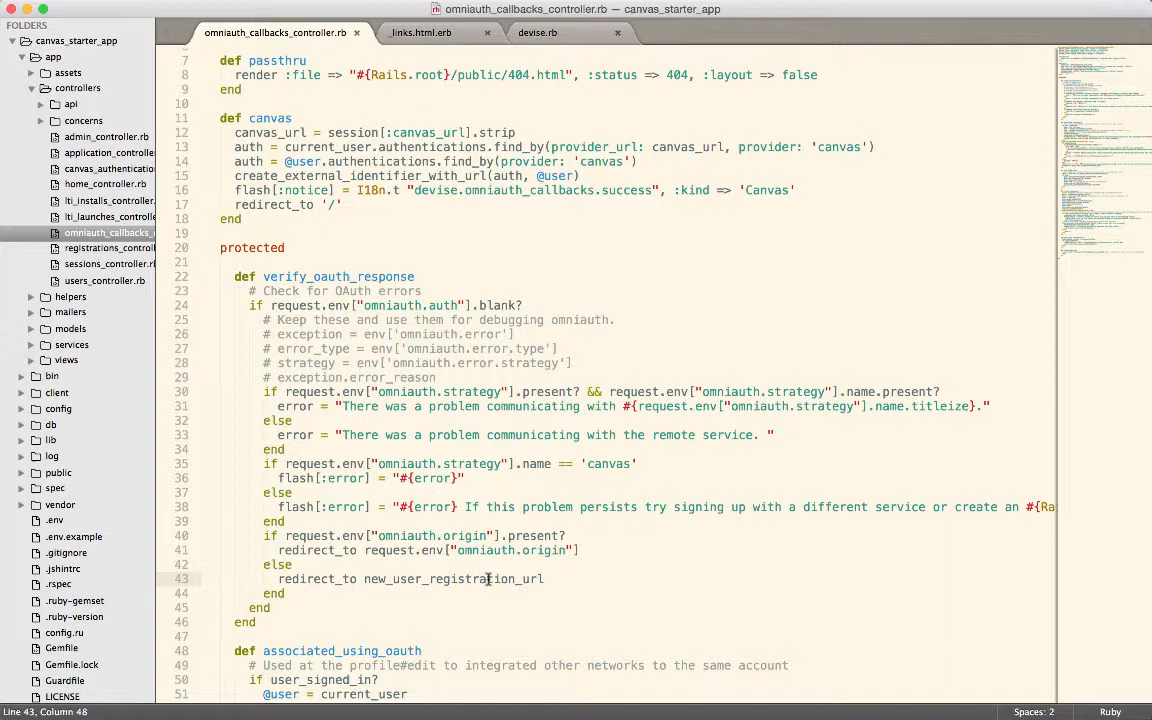 omniauth_callbacks_controller.rb — canvas_starter_app
FOLDERS
canvas_starter_app
app
assets
controllers
api
concerns
admin_controller.rb
application_controlle
canvas_authentication
home_controller.rb
lti_installs_controller.
lti_launches_controlle
omniauth_callbacks_c
registrations_controll
sessions_controller.rb
users_controller.rb
helpers
mailers
models
services
views
bin
client
config
db
lib
log
public
spec
vendor
.env
.env.example
.gitignore
.jshintrc
.rspec
.ruby-gemset
.ruby-version
config.ru
Gemfile
Gemfile.lock
Guardfile
LICENSE
omniauth_callbacks_controller.rb × _links.html.erb × devise.rb ×
7 def passthru
8 render :file => "#{Rails.root}/public/404.html", :status => 404, :layout => false
9 end
10
11 def canvas
12 canvas_url = session[:canvas_url].strip
13 auth = current_user.authentications.find_by(provider_url: canvas_url, provider: 'canvas')
14 auth = @user.authentications.find_by(provider: 'canvas')
15 create_external_identifier_with_url(auth, @user)
16 flash[:notice] = I18n.t "devise.omniauth_callbacks.success", :kind => 'Canvas'
17 redirect_to '/'
18 end
19
20 protected
21
22 def verify_oauth_response
23 # Check for OAuth errors
24 if request.env["omniauth.auth"].blank?
25 # Keep these and use them for debugging omniauth.
26 # exception = env['omniauth.error']
27 # error_type = env['omniauth.error.type']
28 # strategy = env['omniauth.error.strategy']
29 # exception.error_reason
30 if request.env["omniauth.strategy"].present? && request.env["omniauth.strategy"].name.present?
31 error = "There was a problem communicating with #{request.env["omniauth.strategy"].name.titleize}."
32 else
33 error = "There was a problem communicating with the remote service. "
34 end
35 if request.env["omniauth.strategy"].name == 'canvas'
36 flash[:error] = "#{error}"
37 else
38 flash[:error] = "#{error} If this problem persists try signing up with a different service or create an #{Ra
39 end
40 if request.env["omniauth.origin"].present?
41 redirect_to request.env["omniauth.origin"]
42 else
43 redirect_to new_user_registration_url
44 end
45 end
46 end
47
48 def associated_using_oauth
49 # Used at the profile#edit to integrated other networks to the same account
50 if user_signed_in?
51 @user = current_user
Line 43, Column 48 Spaces: 2 Ruby